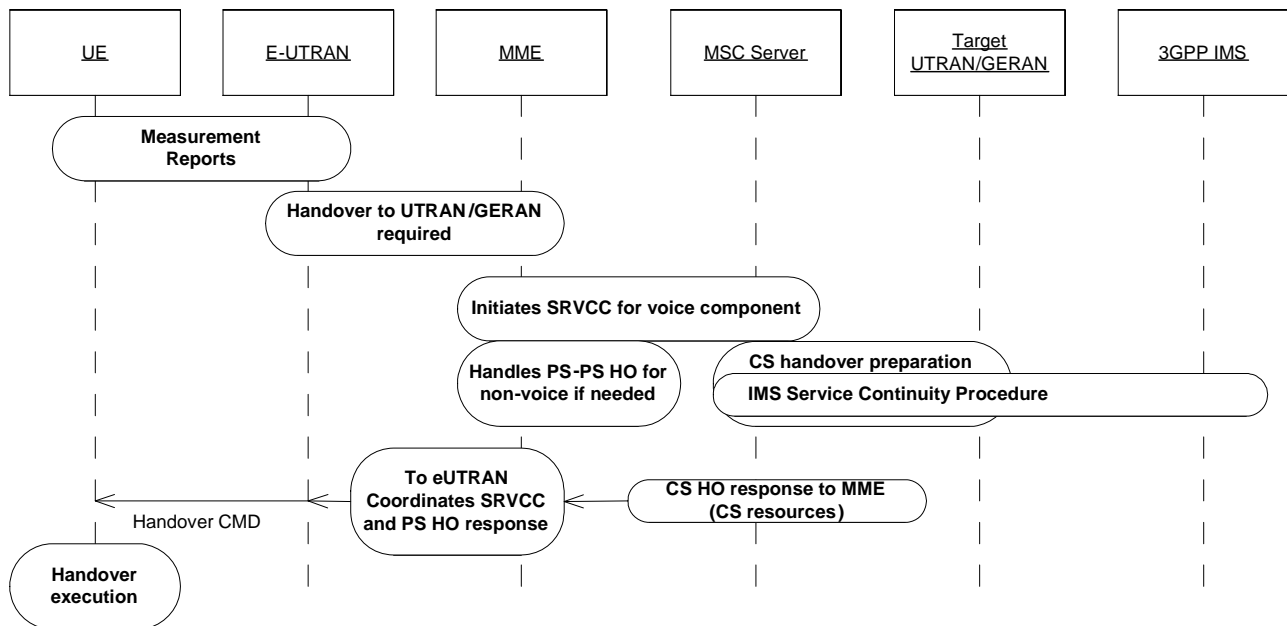 UE
E-UTRAN
MME
MSC Server
Target
UTRAN/GERAN
3GPP IMS
Measurement
Reports
Handover to UTRAN/GERAN
required
Initiates SRVCC for voice component
Handles PS-PS HO for
non-voice if needed
CS handover preparation
IMS Service Continuity Procedure
To eUTRAN
Coordinates SRVCC
and PS HO response
CS HO response to MME
(CS resources)
Handover CMD
Handover
execution